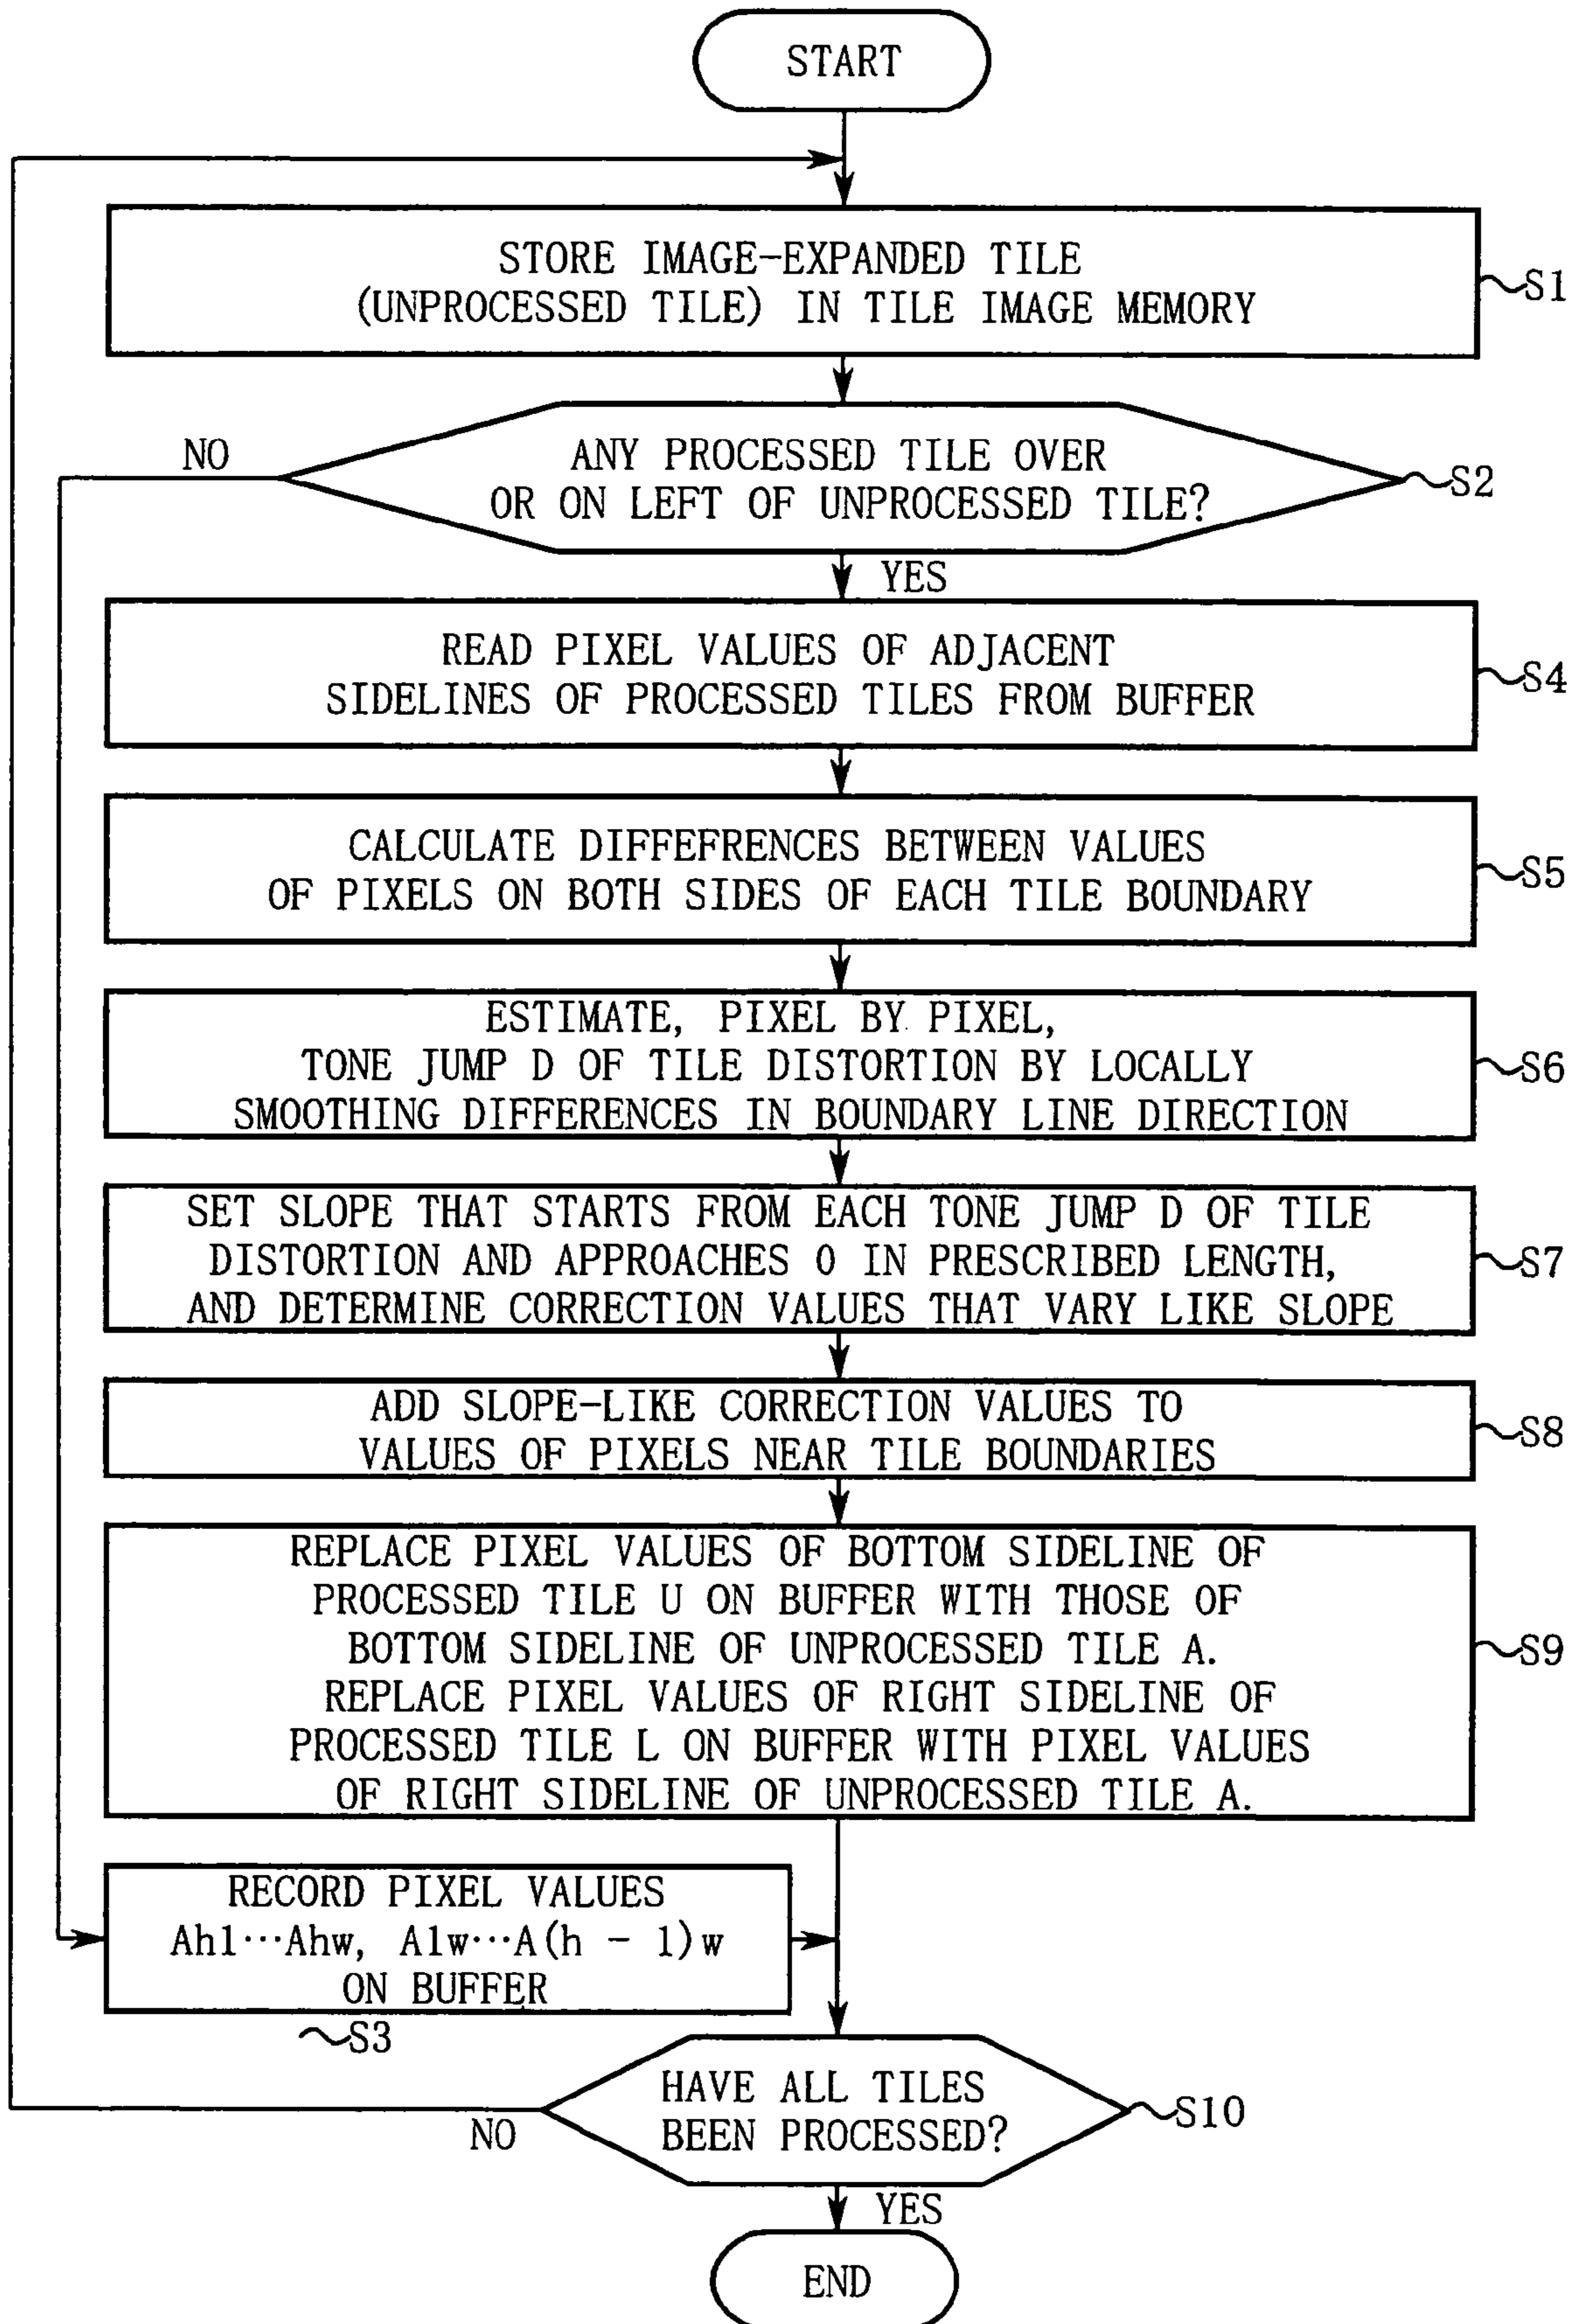 START
STORE IMAGE-EXPANDED TILE
(UNPROCESSED TILE) IN TILE IMAGE MEMORY
S1
NO
ANY PROCESSED TILE OVER
OR ON LEFT OF UNPROCESSED TILE?
S2
YES
READ PIXEL VALUES OF ADJACENT
SIDELINES OF PROCESSED TILES FROM BUFFER
S4
CALCULATE DIFFEFRENCES BETWEEN VALUES
OF PIXELS ON BOTH SIDES OF EACH TILE BOUNDARY
S5
ESTIMATE, PIXEL BY PIXEL,
TONE JUMP D OF TILE DISTORTION BY LOCALLY
SMOOTHING DIFFERENCES IN BOUNDARY LINE DIRECTION
S6
SET SLOPE THAT STARTS FROM EACH TONE JUMP D OF TILE
DISTORTION AND APPROACHES 0 IN PRESCRIBED LENGTH,
AND DETERMINE CORRECTION VALUES THAT VARY LIKE SLOPE
S7
ADD SLOPE-LIKE CORRECTION VALUES TO
VALUES OF PIXELS NEAR TILE BOUNDARIES
S8
REPLACE PIXEL VALUES OF BOTTOM SIDELINE OF
PROCESSED TILE U ON BUFFER WITH THOSE OF
BOTTOM SIDELINE OF UNPROCESSED TILE A.
REPLACE PIXEL VALUES OF RIGHT SIDELINE OF
PROCESSED TILE L ON BUFFER WITH PIXEL VALUES
OF RIGHT SIDELINE OF UNPROCESSED TILE A.
S9
RECORD PIXEL VALUES
Ah1···Ahw, A1w···A(h - 1)w
ON BUFFER
S3
HAVE ALL TILES
BEEN PROCESSED?
S10
NO
YES
END